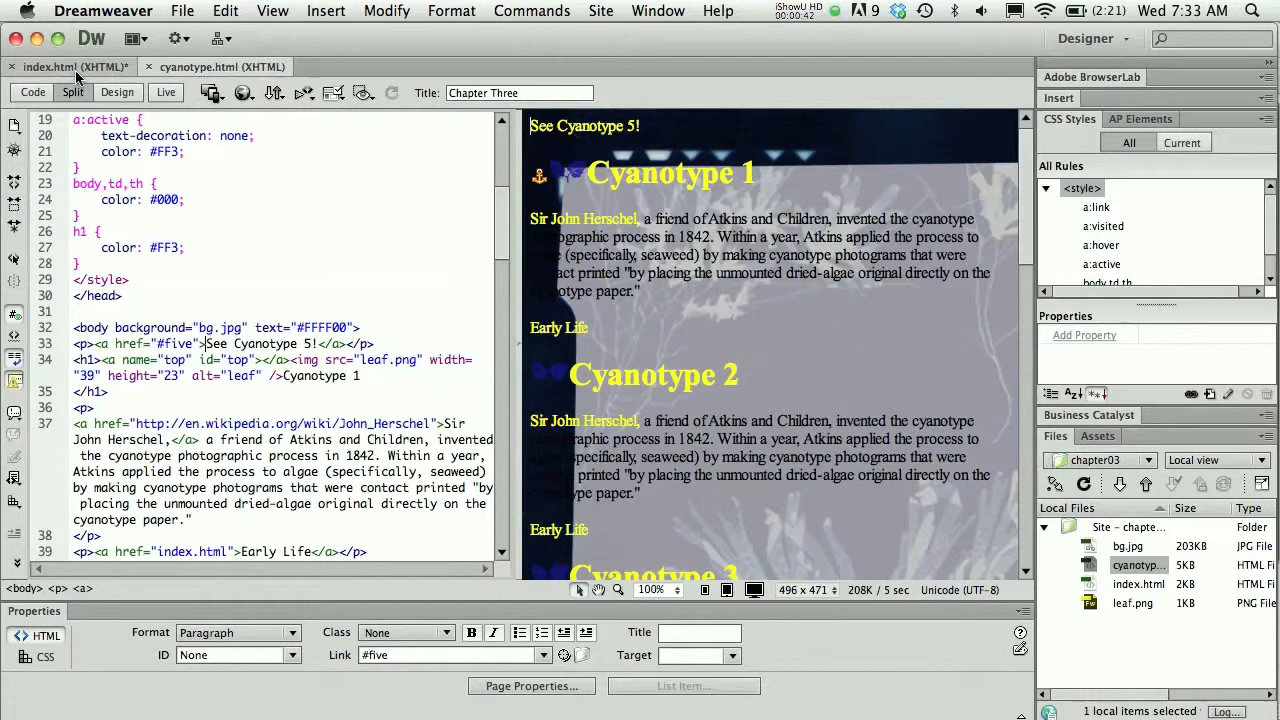 Dreamweaver File Edit View Insert Modify Format Commands Site Window Help iShowU HD 00:00:42 9 (2:21) Wed 7:33 AM
Dw Designer
index.html (XHTML)* cyanotype.html (XHTML)
Code Split Design Live Title: Chapter Three
19 a:active {
20 text-decoration: none;
21 color: #FF3;
22 }
23 body,td,th {
24 color: #000;
25 }
26 h1 {
27 color: #FF3;
28 }
29 </style>
30 </head>
31
32 <body background="bg.jpg" text="#FFFF00">
33 <p><a href="#five">See Cyanotype 5!</a></p>
34 <h1><a name="top" id="top"></a><img src="leaf.png" width=
"39" height="23" alt="leaf" />Cyanotype 1
35 </h1>
36 <p>
37 <a href="http://en.wikipedia.org/wiki/John_Herschel">Sir
John Herschel,</a> a friend of Atkins and Children, invented
the cyanotype photographic process in 1842. Within a year,
Atkins applied the process to algae (specifically, seaweed)
by making cyanotype photograms that were contact printed "by
placing the unmounted dried-algae original directly on the
cyanotype paper."
38 </p>
39 <p><a href="index.html">Early Life</a></p>
See Cyanotype 5!
Cyanotype 1
Sir John Herschel, a friend of Atkins and Children, invented the cyanotype
photographic process in 1842. Within a year, Atkins applied the process to
(specifically, seaweed) by making cyanotype photograms that were
contact printed "by placing the unmounted dried-algae original directly on the
cyanotype paper."
Early Life
Cyanotype 2
Sir John Herschel, a friend of Atkins and Children, invented the cyanotype
photographic process in 1842. Within a year, Atkins applied the process to
(specifically, seaweed) by making cyanotype photograms that were
contact printed "by placing the unmounted dried-algae original directly on the
cyanotype paper."
Early Life
Cyanotype 3
<body> <p> <a> 100% 496 x 471 208K / 5 sec Unicode (UTF-8)
Properties
HTML Format Paragraph Class None B I Title
CSS ID None Link #five Target
Page Properties... List Item...
Adobe BrowserLab
Insert
CSS Styles AP Elements
All Current
All Rules
<style>
a:link
a:visited
a:hover
a:active
body,td,th
Properties
Add Property
Business Catalyst
Files Assets
chapter03 Local view
Local Files Size Type
Site - chapte... Folder
bg.jpg 203KB JPG File
cyanotyp... 5KB HTML F
index.html 2KB HTML F
leaf.png 1KB PNG File
1 local items selected Log...